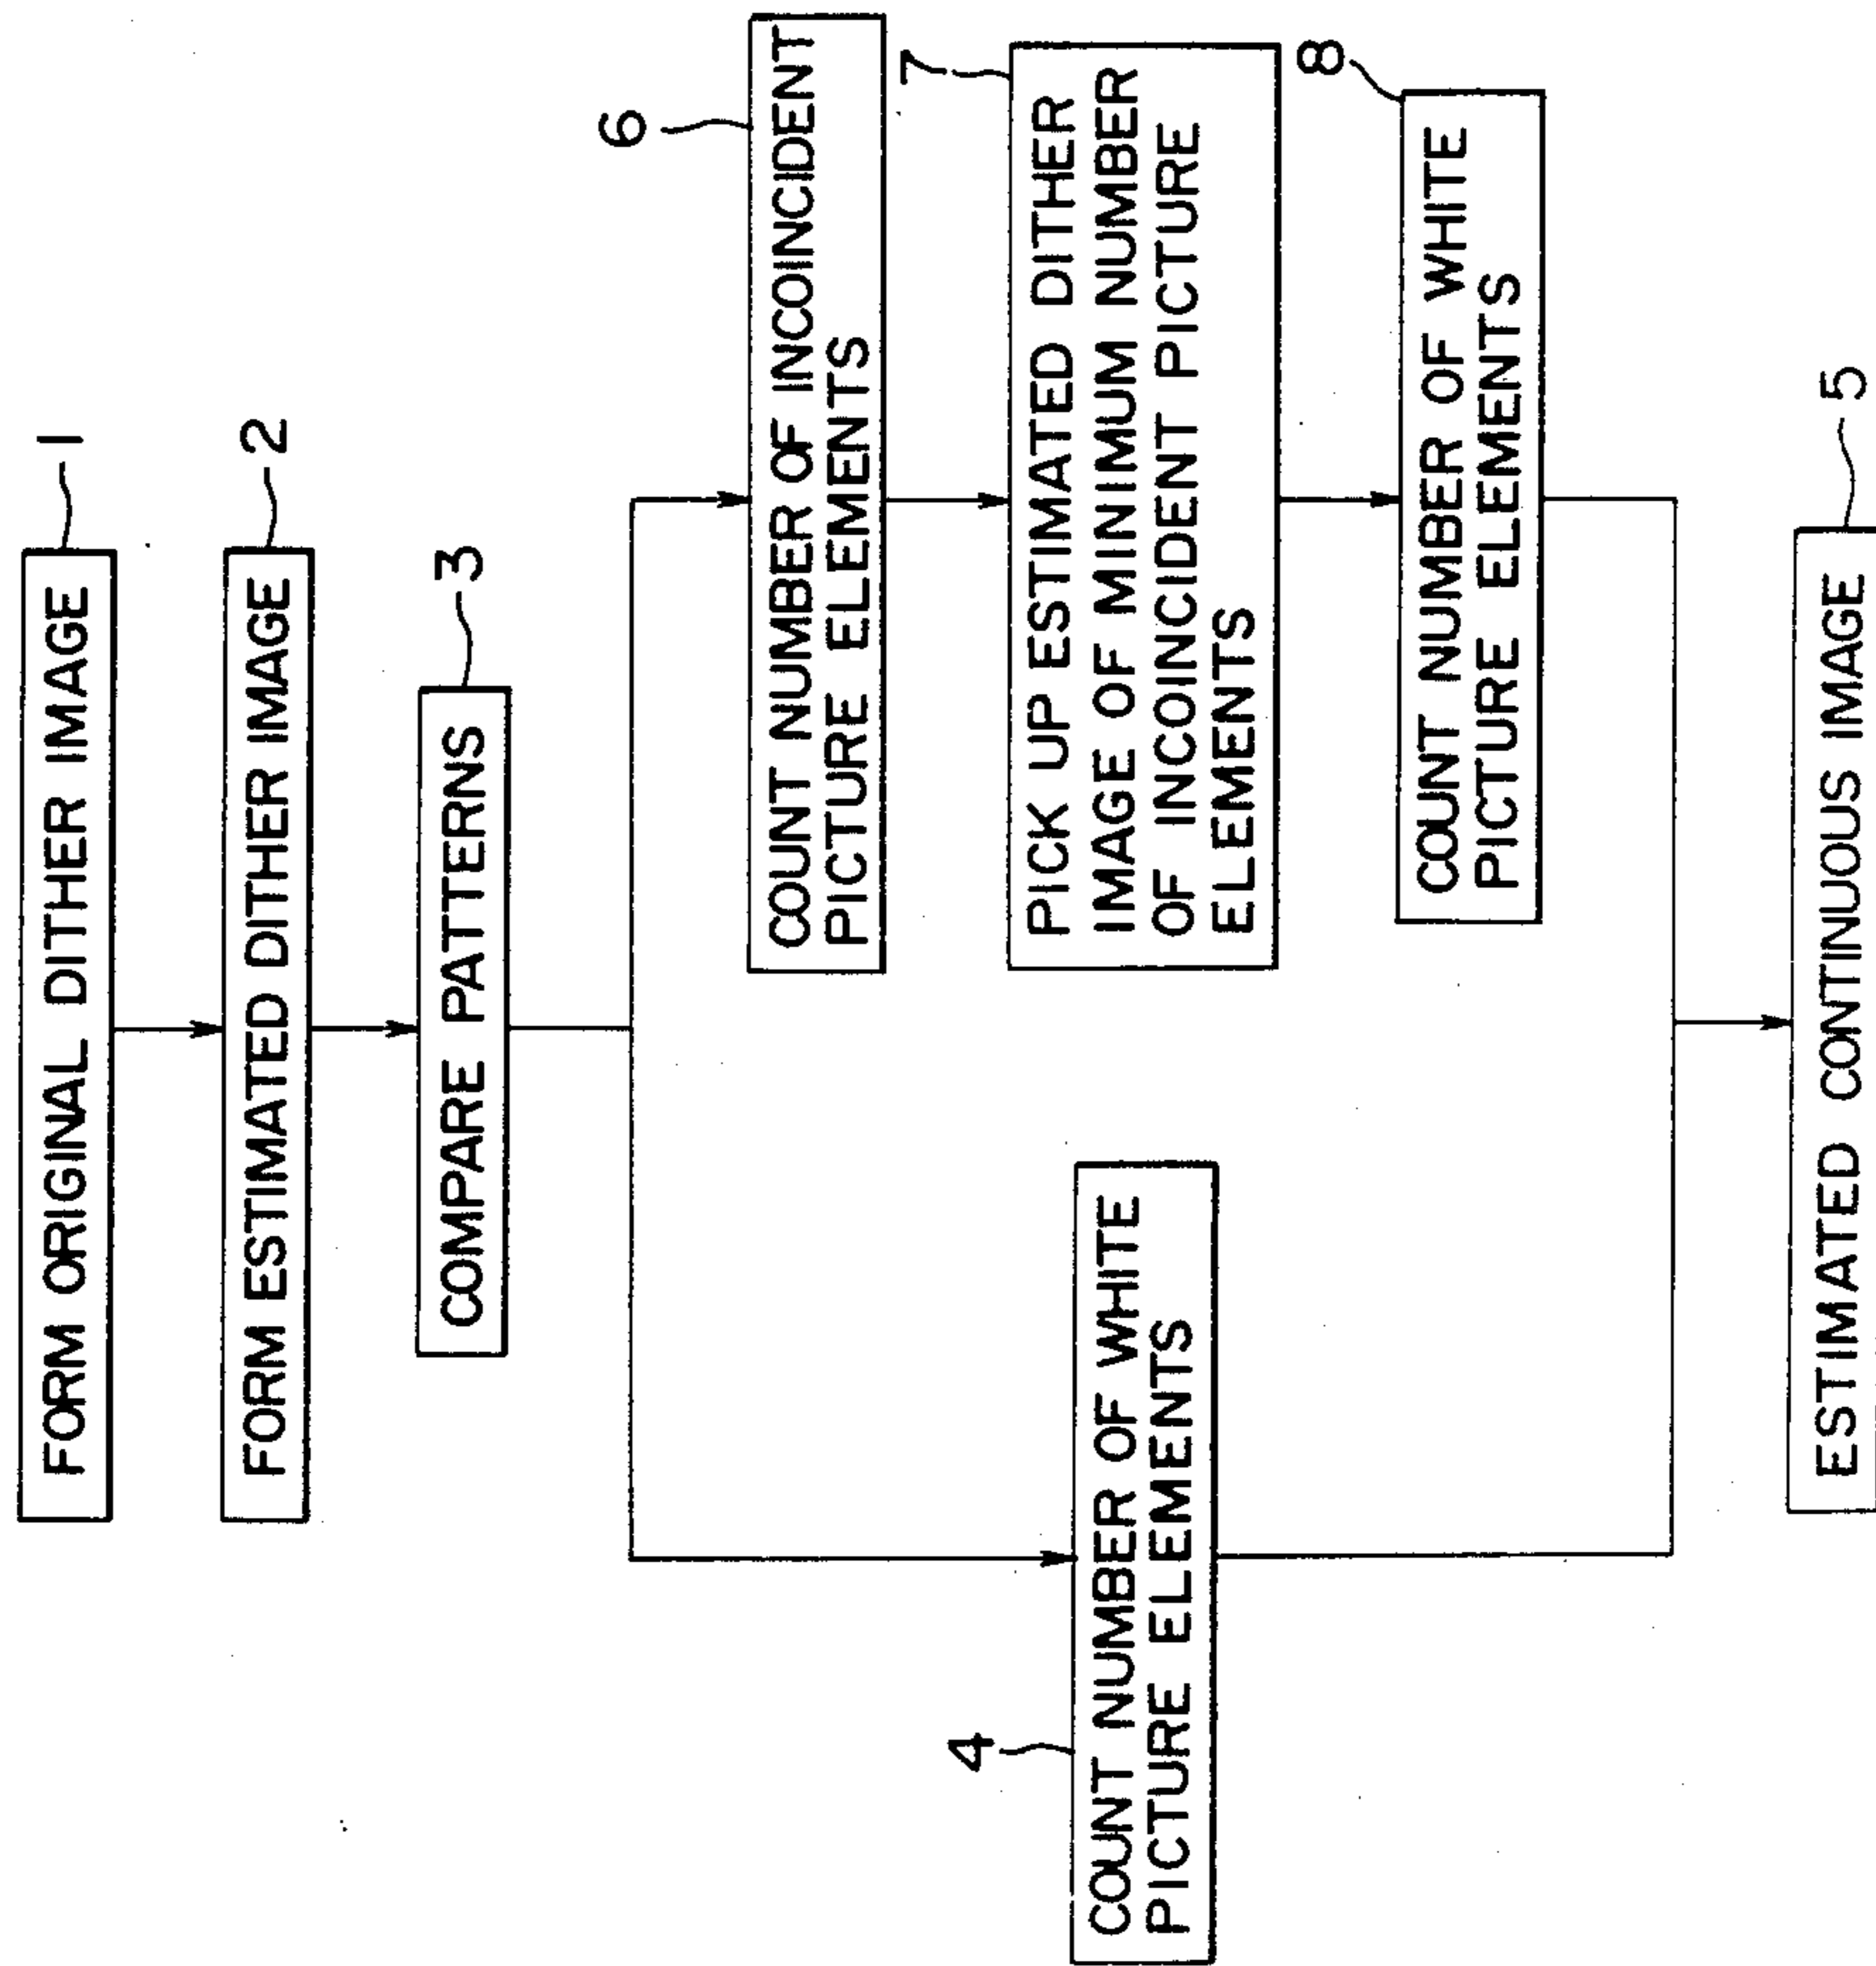 1
FORM ORIGINAL DITHER IMAGE
2
FORM ESTIMATED DITHER IMAGE
3
COMPARE PATTERNS
4
COUNT NUMBER OF WHITE
PICTURE ELEMENTS
6
COUNT NUMBER OF INCOINCIDENT
PICTURE ELEMENTS
7
PICK UP ESTIMATED DITHER
IMAGE OF MINIMUM NUMBER
OF INCOINCIDENT PICTURE
ELEMENTS
8
COUNT NUMBER OF WHITE
PICTURE ELEMENTS
5
ESTIMATED CONTINUOUS IMAGE